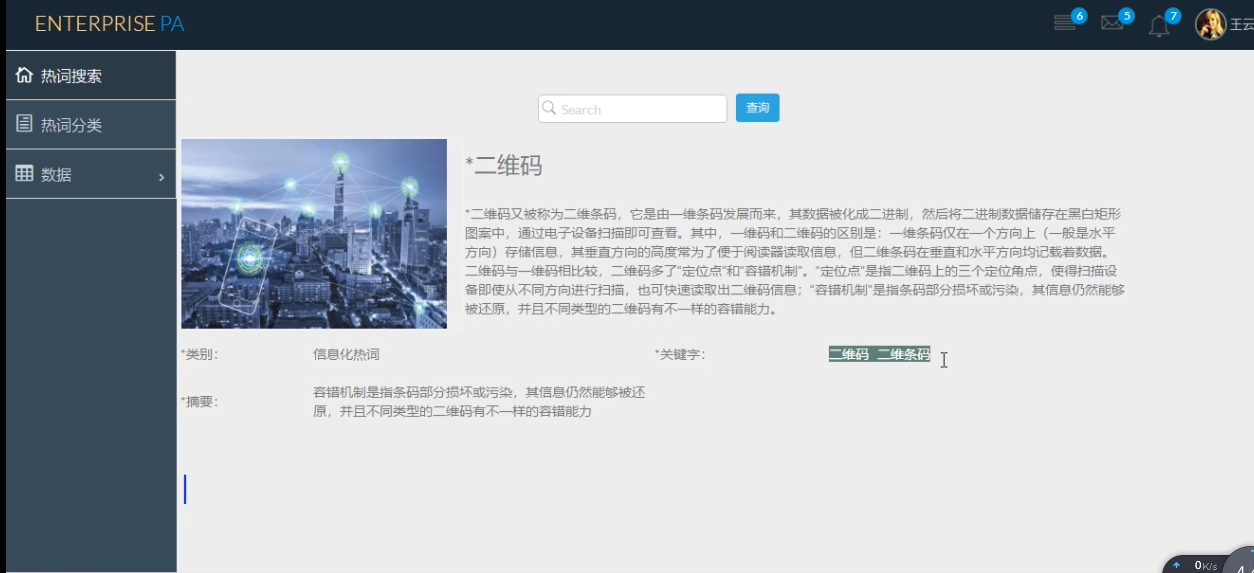 ENTERPRISE PA
6
5
7
王云
热词搜索
热词分类
数据
Search
查询
*二维码
*二维码又被称为二维条码，它是由一维条码发展而来，其数据被化成二进制，然后将二进制数据储存在黑白矩形
图案中，通过电子设备扫描即可查看。其中，一维码和二维码的区别是：一维条码仅在一个方向上（一般是水平
方向）存储信息，其垂直方向的高度常为了便于阅读器读取信息，但二维条码在垂直和水平方向均记载着数据。
二维码与一维码相比较，二维码多了“定位点”和“容错机制”。“定位点”是指二维码上的三个定位角点，使得扫描设
备即使从不同方向进行扫描，也可快速读取出二维码信息；“容错机制”是指条码部分损坏或污染，其信息仍然能够
被还原，并且不同类型的二维码有不一样的容错能力。
*类别：
信息化热词
*关键字：
二维码 二维条码
*摘要：
容错机制是指条码部分损坏或污染，其信息仍然能够被还
原，并且不同类型的二维码有不一样的容错能力
0K/s